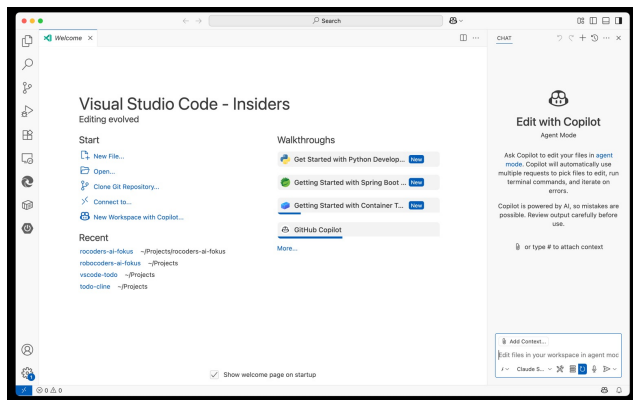 Search
Welcome
CHAT
Visual Studio Code - Insiders
Editing evolved
Start
New File...
Open...
Clone Git Repository...
Connect to...
New Workspace with Copilot...
Recent
rocoders-ai-fokus ~/Projects/rocoders-ai-fokus
robocoders-ai-fokus ~/Projects
vscode-todo ~/Projects
todo-cline ~/Projects
Walkthroughs
Get Started with Python Develop... New
Getting Started with Spring Boot ... New
Getting Started with Container T... New
GitHub Copilot
More...
Show welcome page on startup
Edit with Copilot
Agent Mode
Ask Copilot to edit your files in agent
mode. Copilot will automatically use
multiple requests to pick files to edit, run
terminal commands, and iterate on
errors.
Copilot is powered by AI, so mistakes are
possible. Review output carefully before
use.
or type # to attach context
Add Context...
Edit files in your workspace in agent moc
Claude S...
1
0 0